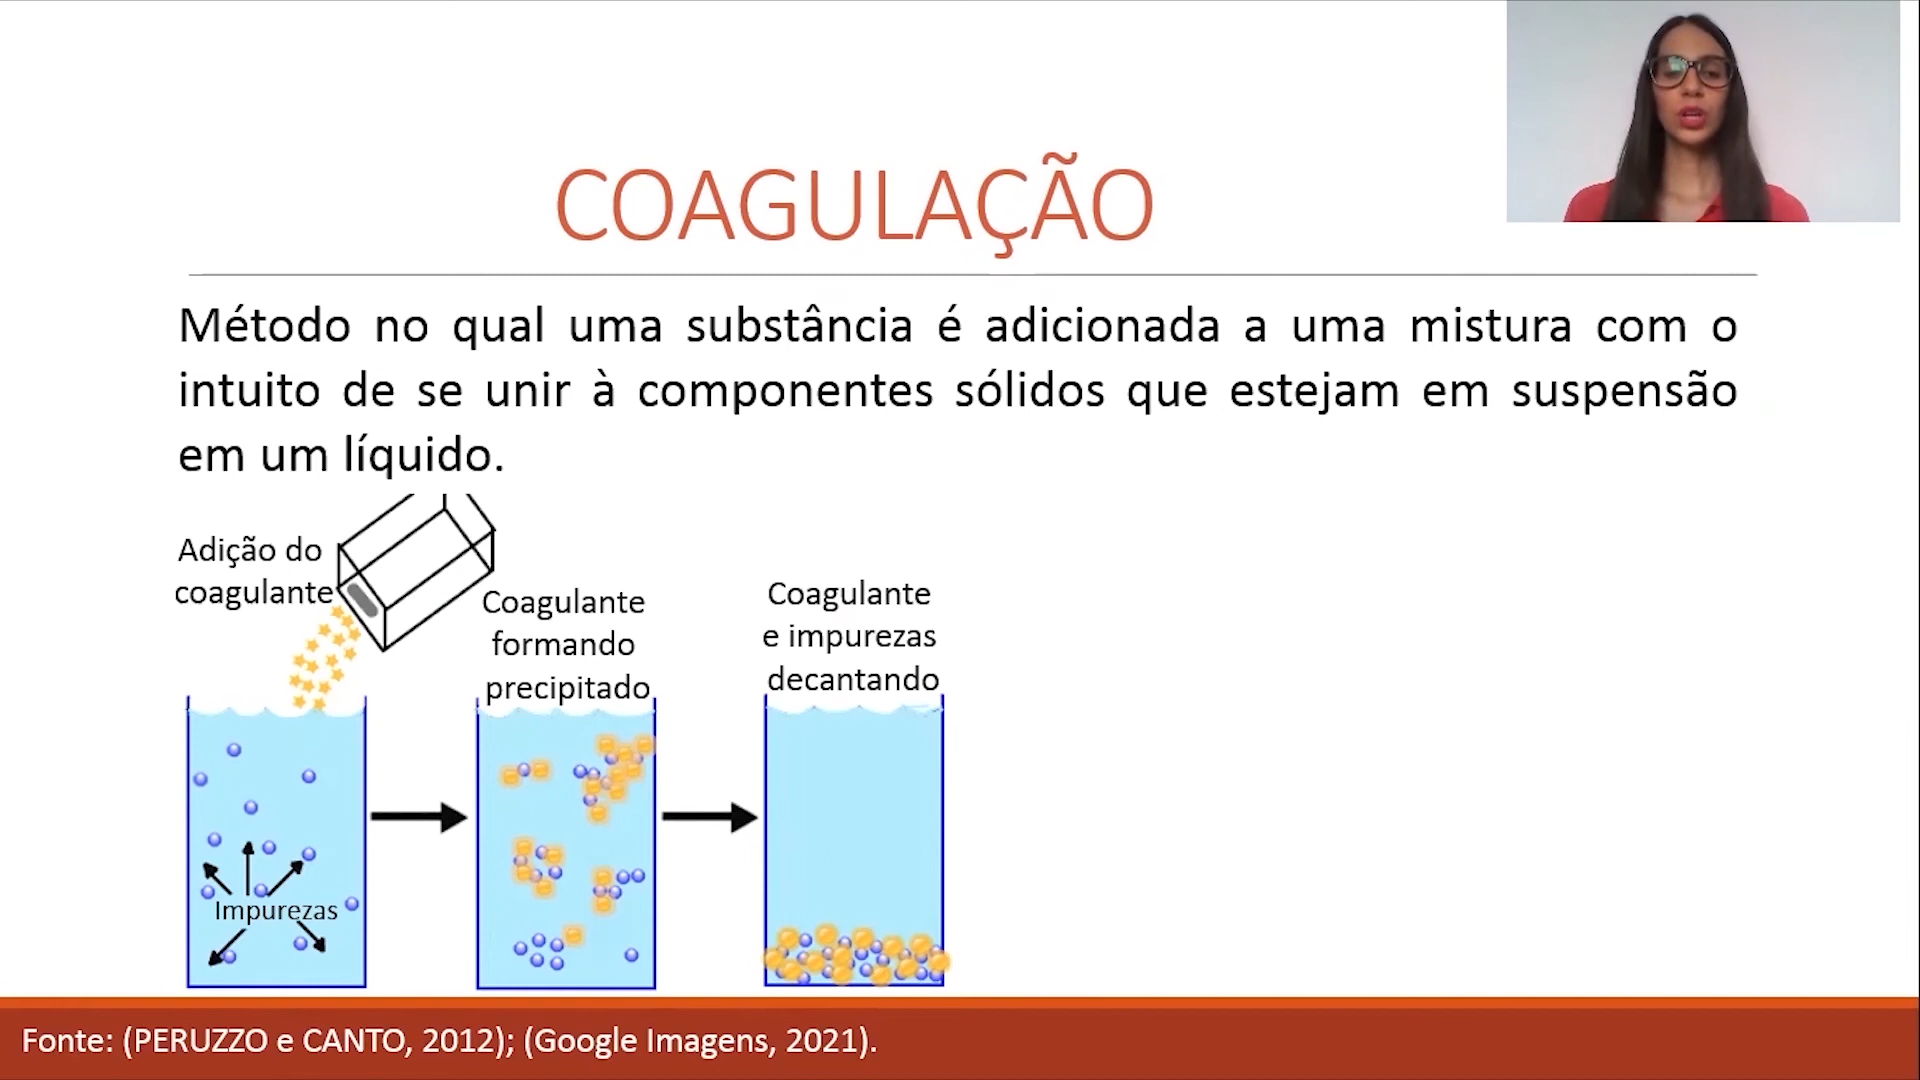 COAGULAÇÃO
Método no qual uma substância é adicionada a uma mistura com o
intuito de se unir à componentes sólidos que estejam em suspensão
em um líquido.
Adição do
coagulante
Coagulante
formando
precipitado
Coagulante
e impurezas
decantando
Impurezas
Fonte: (PERUZZO e CANTO, 2012); (Google Imagens, 2021).